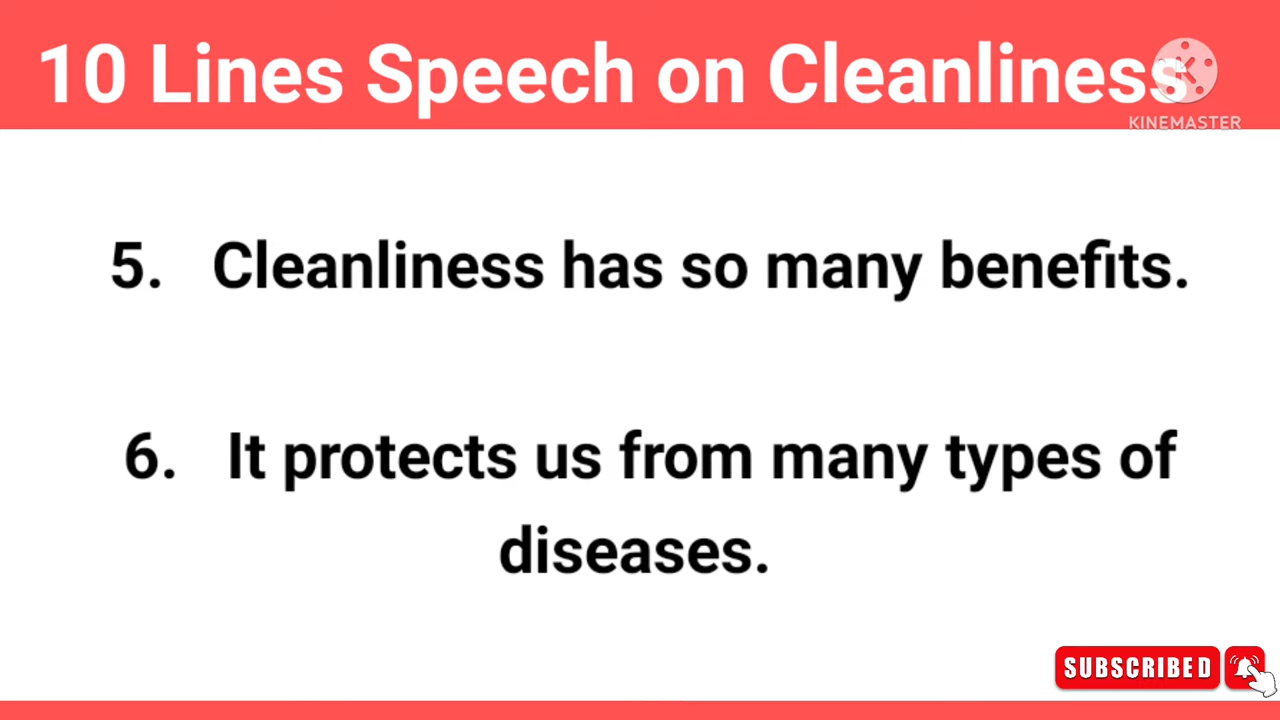 10 Lines Speech on Cleanliness
KINEMASTER
5. Cleanliness has so many benefits.
6. It protects us from many types of
diseases.
SUBSCRIBED